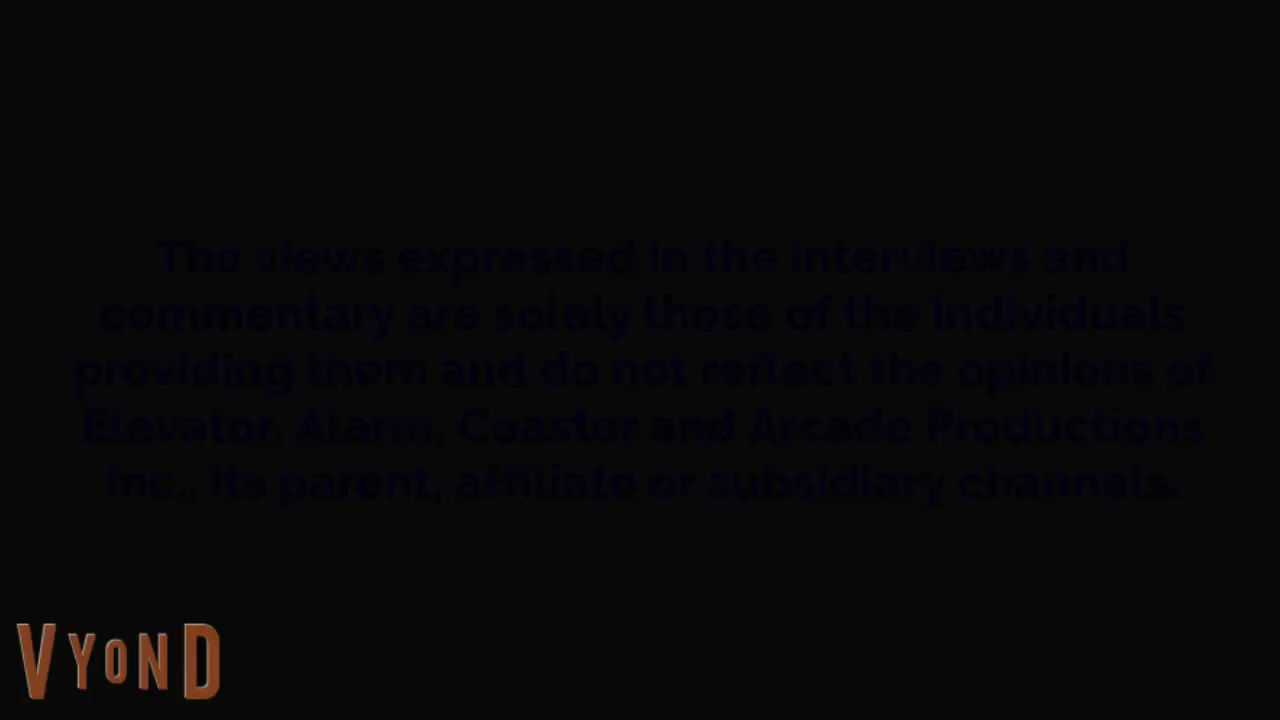 The views expressed in the interviews and
commentary are solely those of the individuals
providing them and do not reflect the opinions of
Elevator, Alarm, Coaster and Arcade Productions
Inc., its parent, affiliate or subsidiary channels.
VYOND